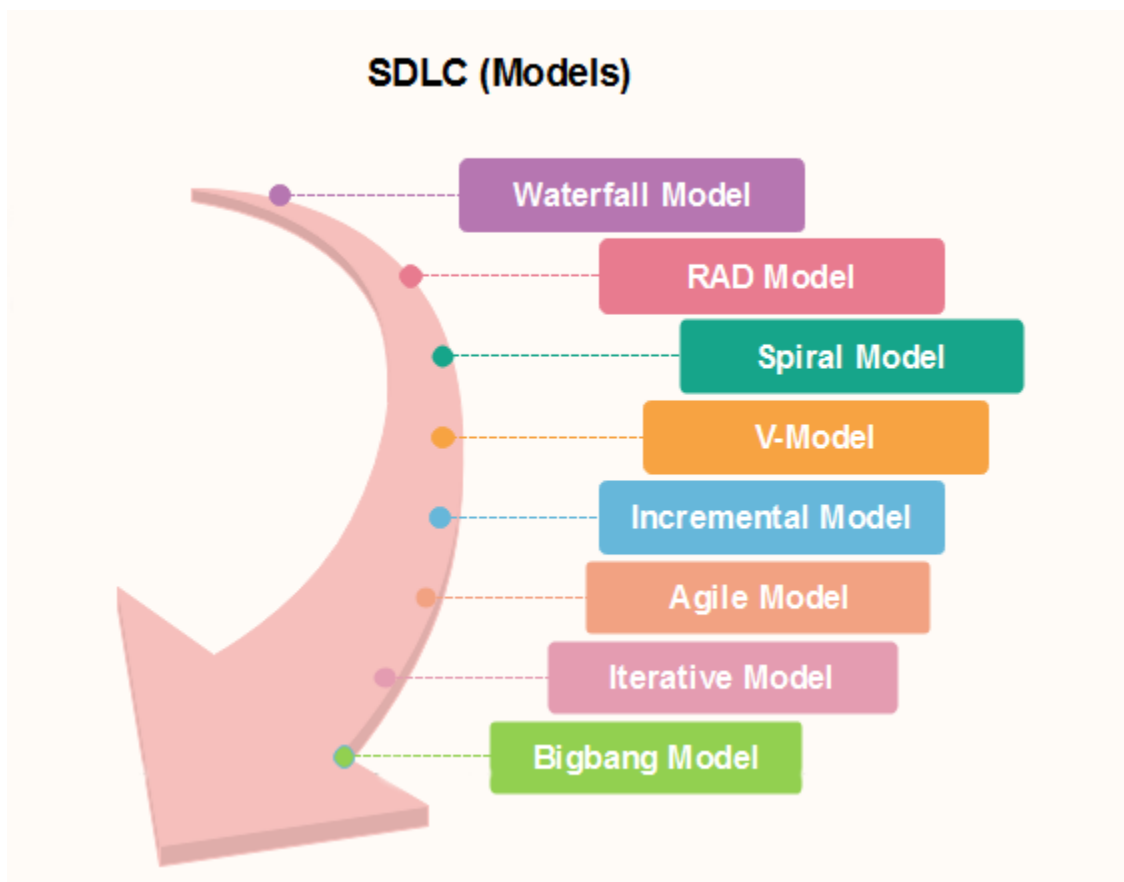 SDLC (Models)
Waterfall Model
RAD Model
Spiral Model
V-Model
Incremental Model
Agile Model
Iterative Model
Bigbang Model